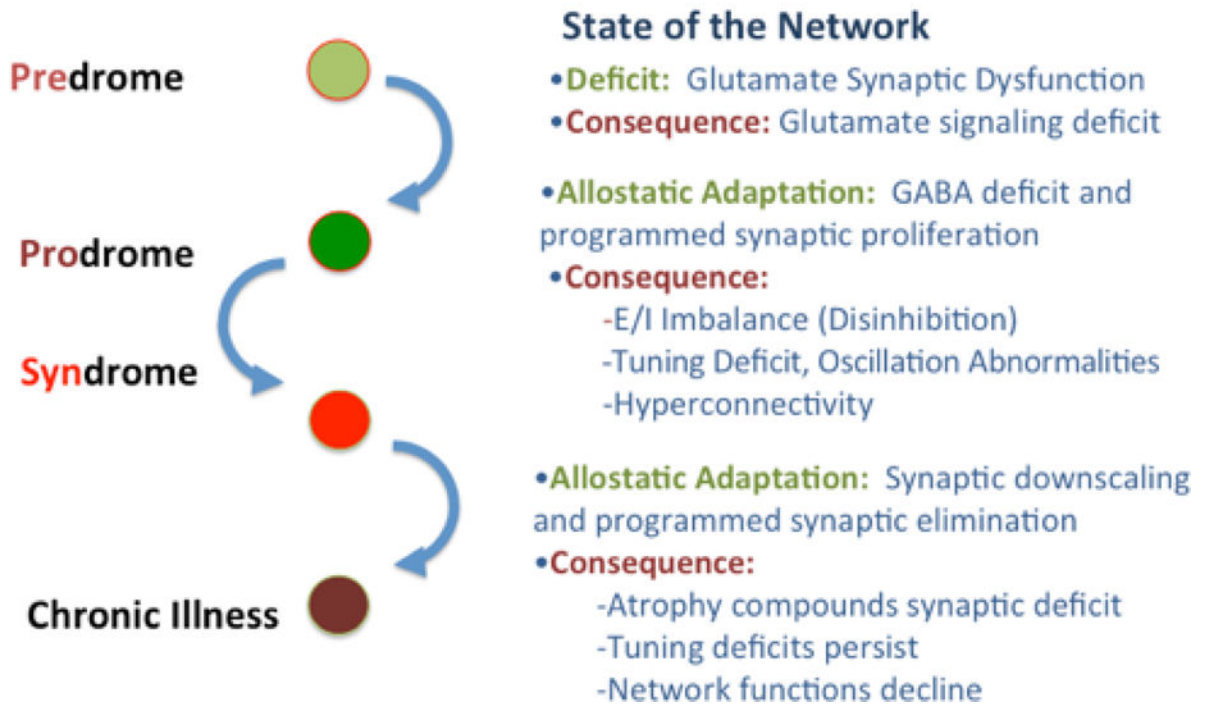 State of the Network
Predrome
•Deficit: Glutamate Synaptic Dysfunction
•Consequence: Glutamate signaling deficit
•Allostatic Adaptation: GABA deficit and
programmed synaptic proliferation
Prodrome
•Consequence:
-E/I Imbalance (Disinhibition)
-Tuning Deficit, Oscillation Abnormalities
-Hyperconnectivity
Syndrome
•Allostatic Adaptation: Synaptic downscaling
and programmed synaptic elimination
•Consequence:
-Atrophy compounds synaptic deficit
-Tuning deficits persist
-Network functions decline
Chronic Illness